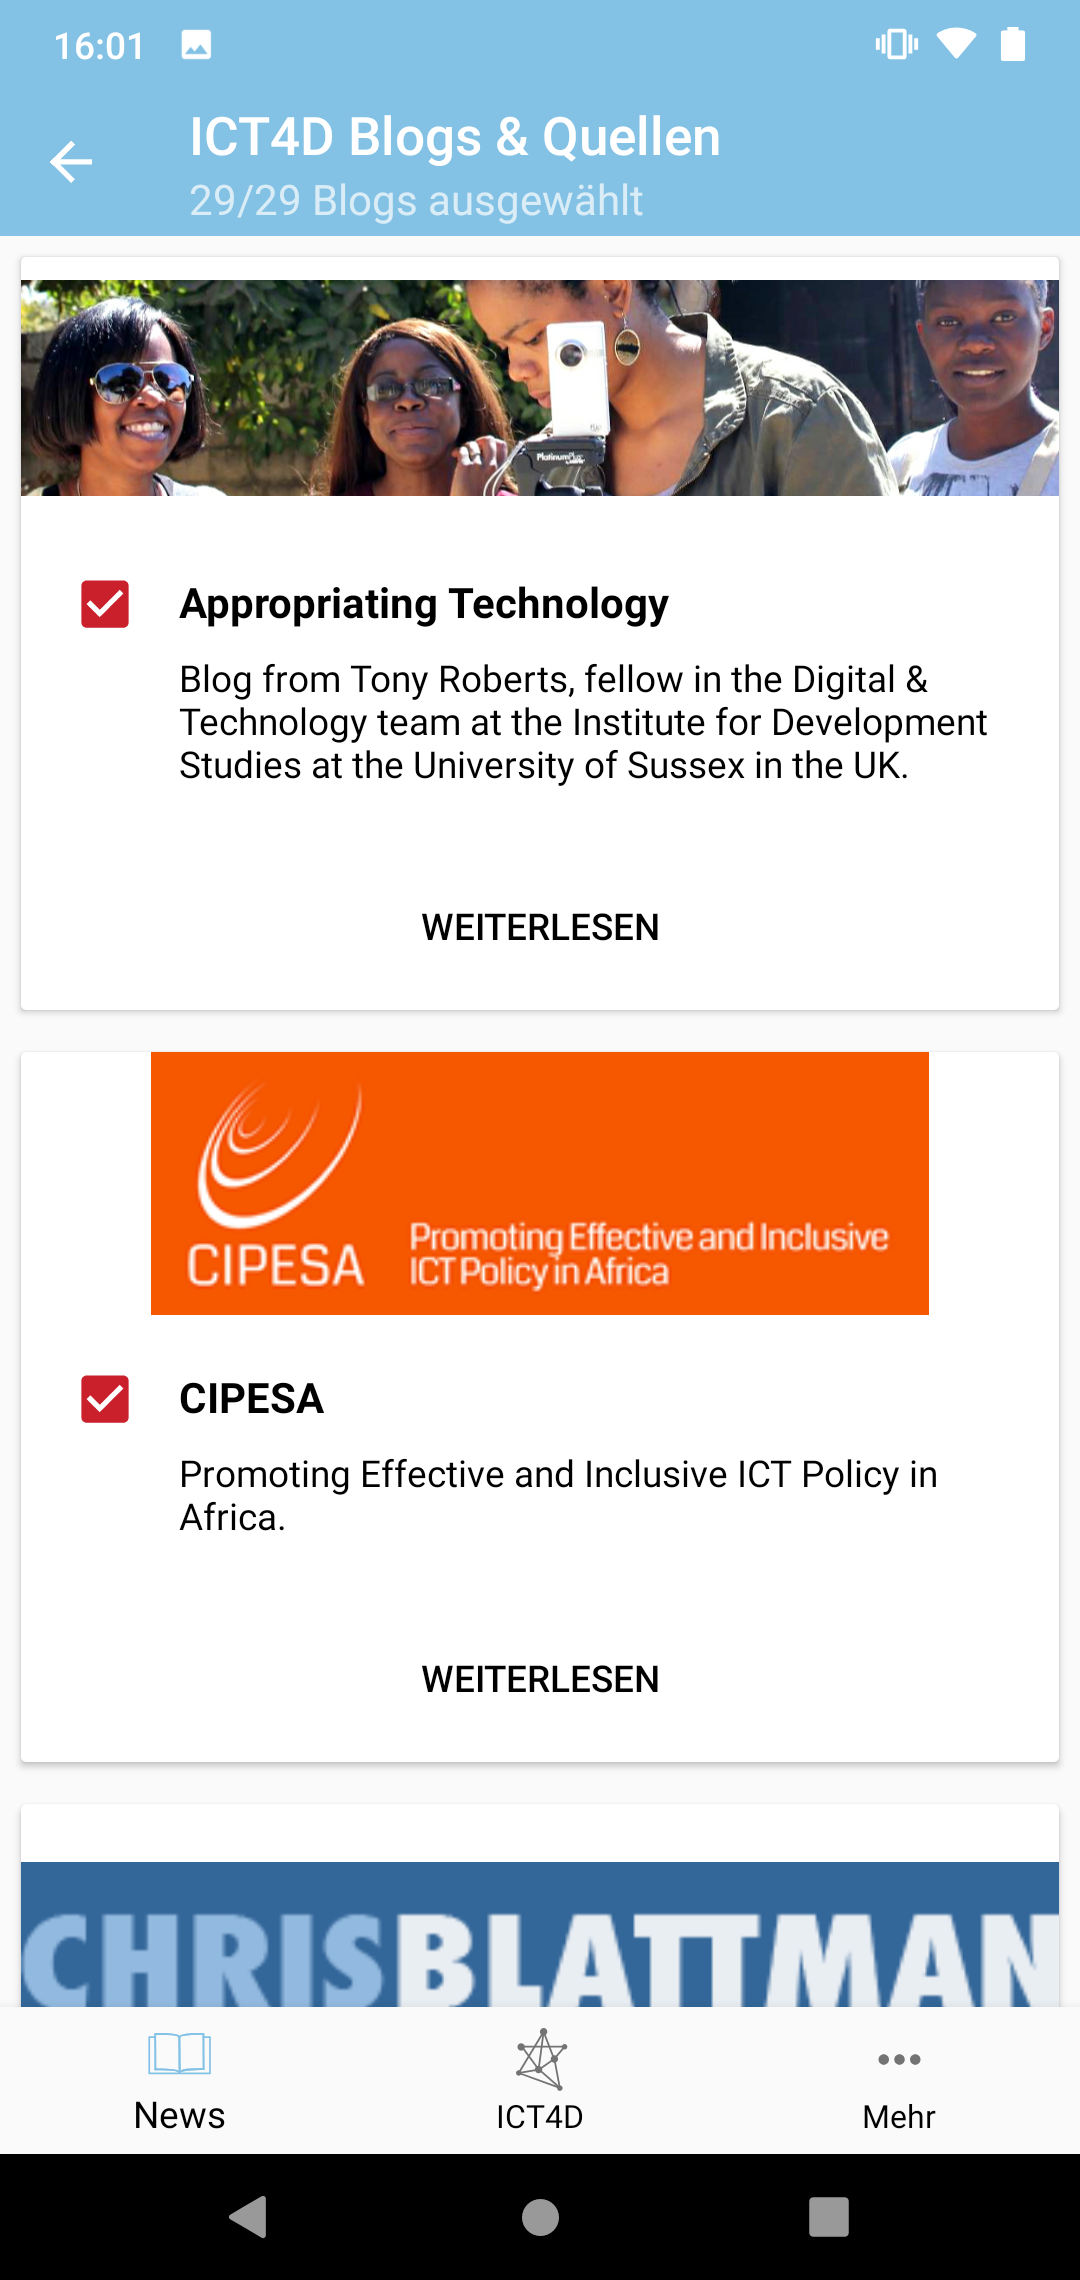 16:01
ICT4D Blogs & Quellen
29/29 Blogs ausgewählt
PlatinumPlus
Appropriating Technology
Blog from Tony Roberts, fellow in the Digital &
Technology team at the Institute for Development
Studies at the University of Sussex in the UK.
WEITERLESEN
CIPESA
Promoting Effective and Inclusive
ICT Policy in Africa
CIPESA
Promoting Effective and Inclusive ICT Policy in
Africa.
WEITERLESEN
CHRISBLATTMAN
News
ICT4D
Mehr